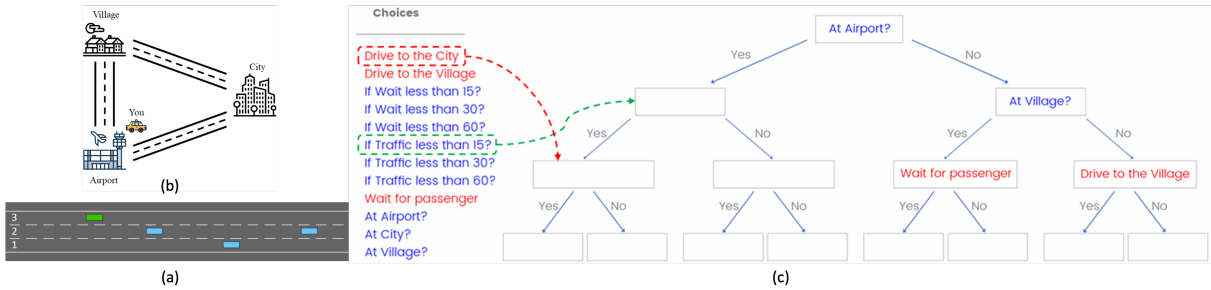 Village
City
You
Airport
(b)
3
2
1
(a)
Choices
Drive to the City
Drive to the Village
If Wait less than 15?
If Wait less than 30?
If Wait less than 60?
If Traffic less than 15?
If Traffic less than 30?
If Traffic less than 60?
Wait for passenger
At Airport?
At City?
At Village?
At Airport?
Yes
No
At Village?
Yes
No
Yes
No
Wait for passenger
Drive to the Village
Yes
No
Yes
No
Yes
No
Yes
No
(c)